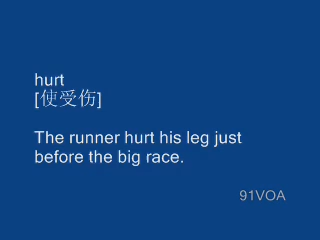 hurt
[使受伤]
The runner hurt his leg just
before the big race.
91VOA